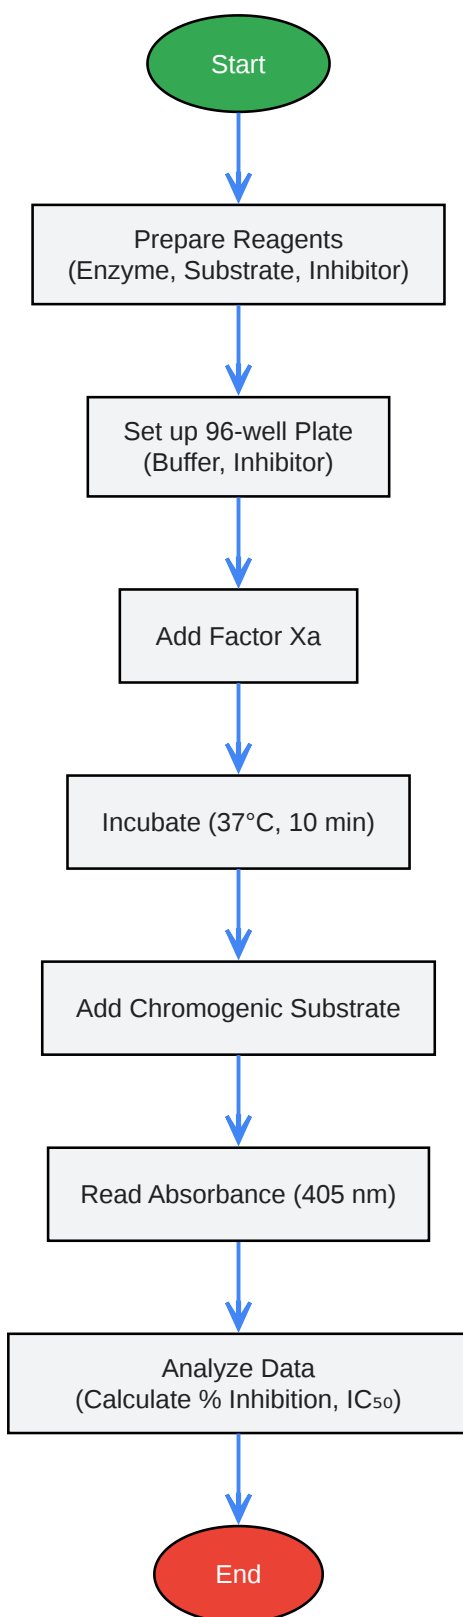 Start
Prepare Reagents
(Enzyme, Substrate, Inhibitor)
Set up 96-well Plate
(Buffer, Inhibitor)
Add Factor Xa
Incubate (37°C, 10 min)
Add Chromogenic Substrate
Read Absorbance (405 nm)
Analyze Data
(Calculate % Inhibition, IC₅₀)
End